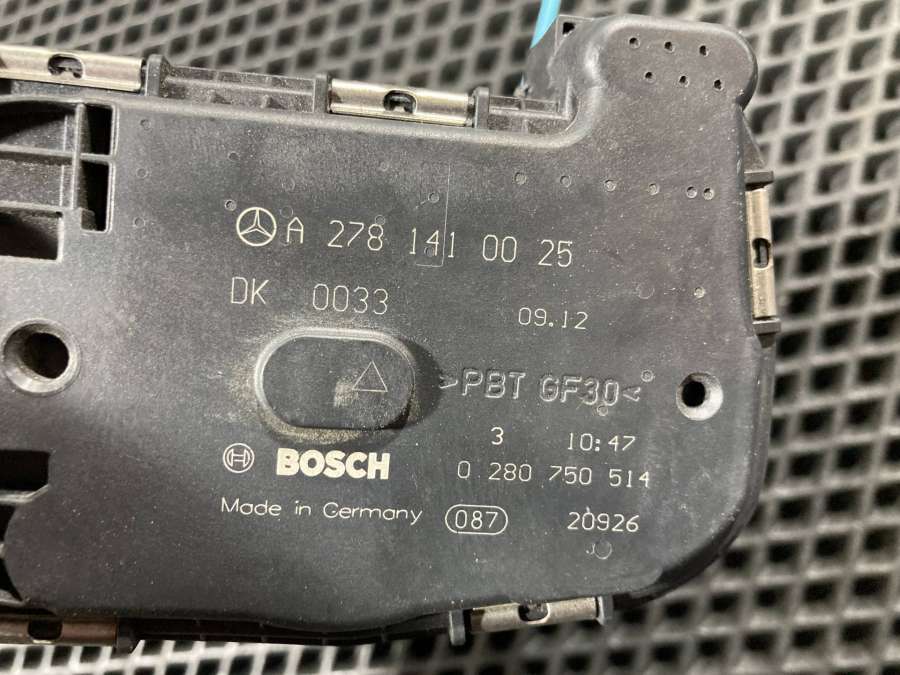 A 278 141 00 25
DK 0033
09.12
>PBT GF30<
3 10:47
BOSCH
0 280 750 514
Made in Germany
087
20926